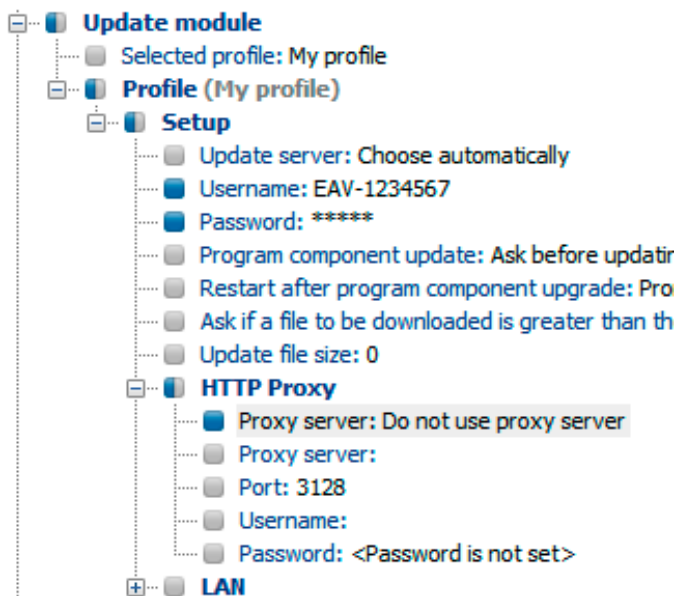 Update module
Selected profile: My profile
Profile (My profile)
Setup
Update server: Choose automatically
Username: EAV-1234567
Password: *****
Program component update: Ask before
Restart after program component upgrade:
Ask if a file to be downloaded is greater than
Update file size: 0
HTTP Proxy
Proxy server: Do not use proxy server
Proxy server:
Port: 3128
Username:
Password: <Password is not set>
LAN